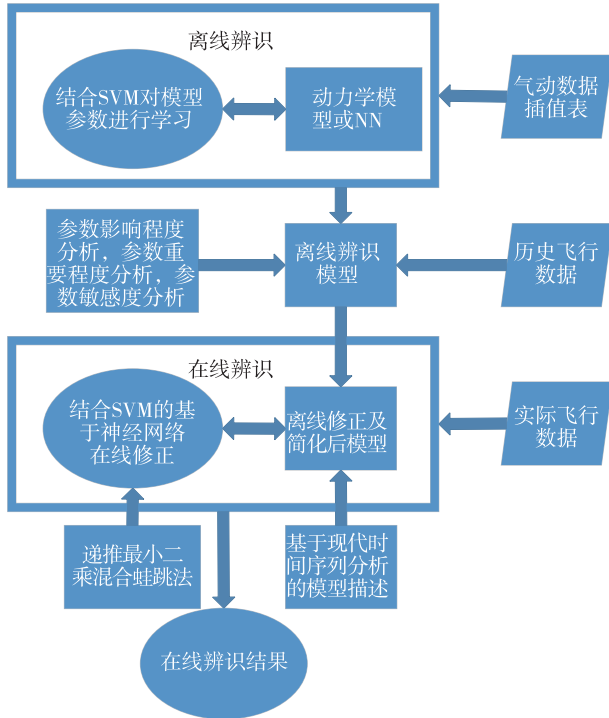 离线辨识
结合SVM对模型
参数进行学习
动力学模
型或NN
气动数据
插值表
参数影响程度
分析，参数重
要程度分析，参
数敏感度分析
离线辨识
模型
历史飞行
数据
在线辨识
结合SVM的基
于神经网络
在线修正
离线修正及
简化后模型
实际飞行
数据
递推最小二
乘混合蛙跳法
基于现代时
间序列分析
的模型描述
在线辨识结果